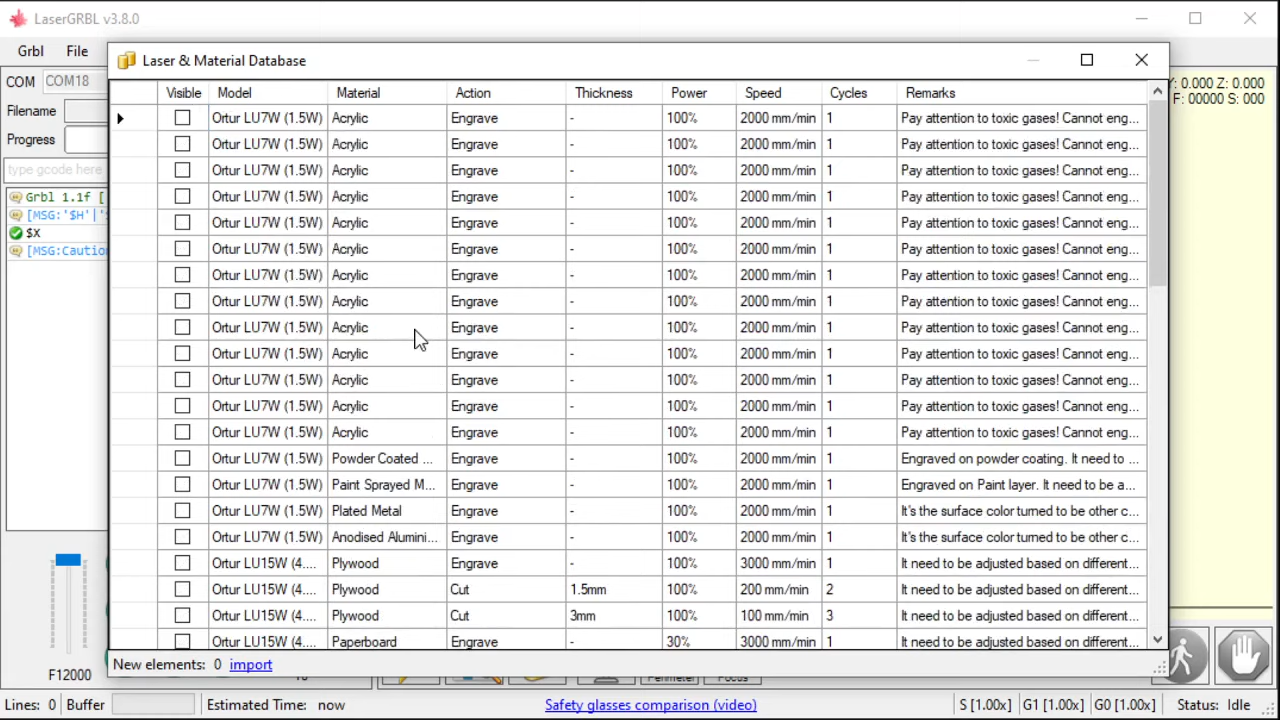 LaserGRBL v3.8.0
Grbl File
Laser & Material Database
COM COM18
Filename
Progress
type gcode here
Grbl 1.1f [
[MSG:'$H'|'
$X
[MSG:Caution
Y: 0.000 Z: 0.000
F: 00000 S: 000
Visible Model Material Action Thickness Power Speed Cycles Remarks
Ortur LU7W (1.5W) Acrylic Engrave - 100% 2000 mm/min 1 Pay attention to toxic gases! Cannot eng...
Ortur LU7W (1.5W) Acrylic Engrave - 100% 2000 mm/min 1 Pay attention to toxic gases! Cannot eng...
Ortur LU7W (1.5W) Acrylic Engrave - 100% 2000 mm/min 1 Pay attention to toxic gases! Cannot eng...
Ortur LU7W (1.5W) Acrylic Engrave - 100% 2000 mm/min 1 Pay attention to toxic gases! Cannot eng...
Ortur LU7W (1.5W) Acrylic Engrave - 100% 2000 mm/min 1 Pay attention to toxic gases! Cannot eng...
Ortur LU7W (1.5W) Acrylic Engrave - 100% 2000 mm/min 1 Pay attention to toxic gases! Cannot eng...
Ortur LU7W (1.5W) Acrylic Engrave - 100% 2000 mm/min 1 Pay attention to toxic gases! Cannot eng...
Ortur LU7W (1.5W) Acrylic Engrave - 100% 2000 mm/min 1 Pay attention to toxic gases! Cannot eng...
Ortur LU7W (1.5W) Acrylic Engrave - 100% 2000 mm/min 1 Pay attention to toxic gases! Cannot eng...
Ortur LU7W (1.5W) Acrylic Engrave - 100% 2000 mm/min 1 Pay attention to toxic gases! Cannot eng...
Ortur LU7W (1.5W) Acrylic Engrave - 100% 2000 mm/min 1 Pay attention to toxic gases! Cannot eng...
Ortur LU7W (1.5W) Acrylic Engrave - 100% 2000 mm/min 1 Pay attention to toxic gases! Cannot eng...
Ortur LU7W (1.5W) Acrylic Engrave - 100% 2000 mm/min 1 Pay attention to toxic gases! Cannot eng...
Ortur LU7W (1.5W) Powder Coated ... Engrave - 100% 2000 mm/min 1 Engraved on powder coating. It need to ...
Ortur LU7W (1.5W) Paint Sprayed M... Engrave - 100% 2000 mm/min 1 Engraved on Paint layer. It need to be a...
Ortur LU7W (1.5W) Plated Metal Engrave - 100% 2000 mm/min 1 It's the surface color turned to be other c...
Ortur LU7W (1.5W) Anodised Alumini... Engrave - 100% 2000 mm/min 1 It's the surface color turned to be other c...
Ortur LU15W (4.... Plywood Engrave - 100% 3000 mm/min 1 It need to be adjusted based on different...
Ortur LU15W (4.... Plywood Cut 1.5mm 100% 200 mm/min 2 It need to be adjusted based on different...
Ortur LU15W (4.... Plywood Cut 3mm 100% 100 mm/min 3 It need to be adjusted based on different...
Ortur LU15W (4.... Paperboard Engrave - 30% 3000 mm/min 1 It need to be adjusted based on different...
New elements: 0 import
F12000
Perimeter Focus
Lines: 0 Buffer Estimated Time: now Safety glasses comparison (video) S [1.00x] G1 [1.00x] G0 [1.00x] Status: Idle